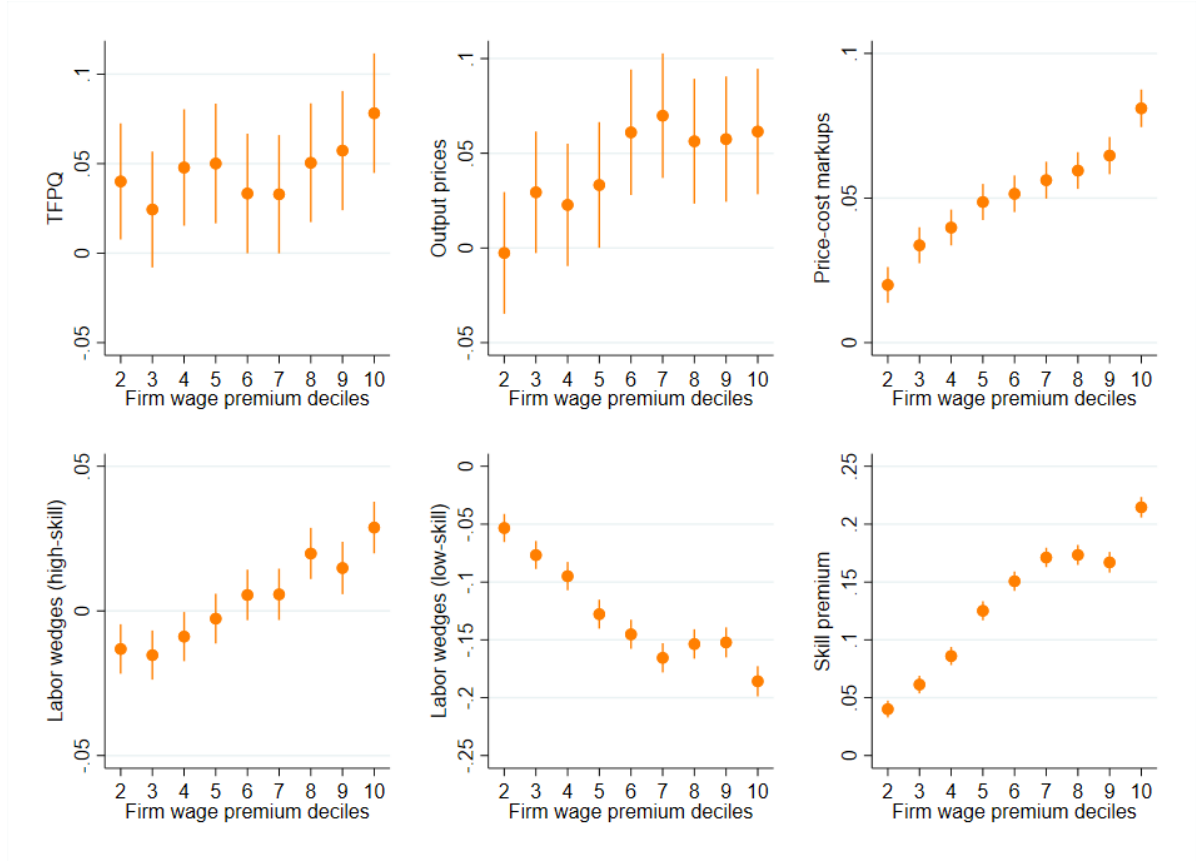 TFPQ
.1
.05
0
-.05
2 3 4 5 6 7 8 9 10
Firm wage premium deciles
Output prices
.1
.05
0
-.05
2 3 4 5 6 7 8 9 10
Firm wage premium deciles
Price-cost markups
.1
.05
0
2 3 4 5 6 7 8 9 10
Firm wage premium deciles
Labor wedges (high-skill)
.05
0
-.05
2 3 4 5 6 7 8 9 10
Firm wage premium deciles
Labor wedges (low-skill)
0
-.05
-.1
-.15
-.2
-.25
2 3 4 5 6 7 8 9 10
Firm wage premium deciles
Skill premium
.25
.2
.15
.1
.05
0
2 3 4 5 6 7 8 9 10
Firm wage premium deciles